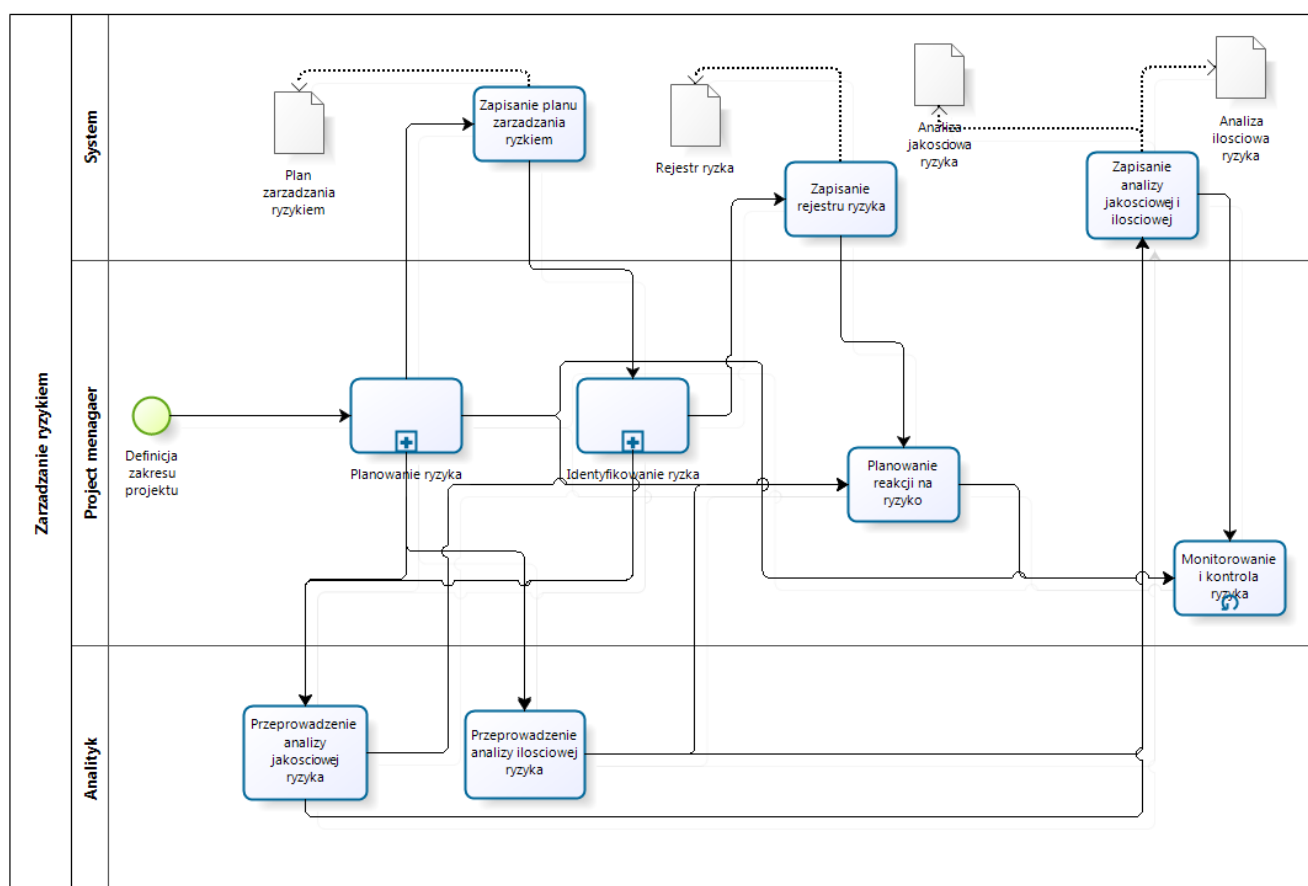 Zarzadzanie ryzykiem
System
Zapisanie planu
zarzadzania
ryzkiem
Plan
zarzadzania
ryzykiem
Rejestr ryzka
Zapisanie
rejestru ryzyka
Analiza
jakosciowa
ryzyka
Analiza
ilosciowa
ryzyka
Zapisanie
analizy
jakosciowej i
ilosciowej
Project menagaer
Definicja
zakresu
projektu
Planowanie ryzyka
Identyfikowanie ryzka
Planowanie
reakcji na
ryzyko
Monitorowanie
i kontrola
ryzyka
Analityk
Przeprowadzenie
analizy
jakosciowej
ryzyka
Przeprowadzenie
analizy ilosciowej
ryzyka